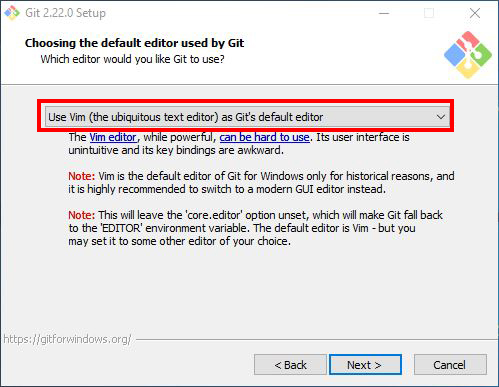 Git 2.22.0 Setup
Choosing the default editor used by Git
Which editor would you like Git to use?
Use Vim (the ubiquitous text editor) as Git's default editor
The Vim editor, while powerful, can be hard to use. Its user interface is
unintuitive and its key bindings are awkward.
Note: Vim is the default editor of Git for Windows only for historical reasons, and
it is highly recommended to switch to a modern GUI editor instead.
Note: This will leave the 'core.editor' option unset, which will make Git fall back
to the 'EDITOR' environment variable. The default editor is Vim - but you
may set it to some other editor of your choice.
https://gitforwindows.org/
< Back
Next >
Cancel